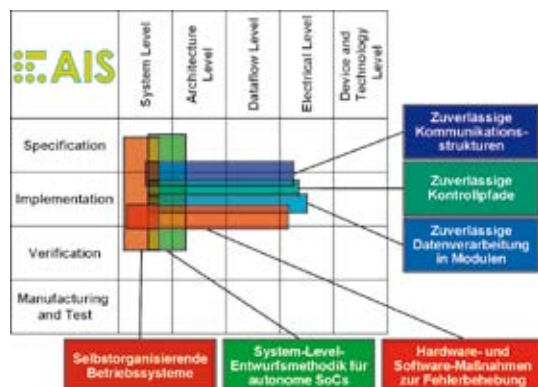 AIS
System Level
Architecture
Level
Dataflow Level
Electrical Level
Device and
Technology
Level
Specification
Implementation
Verification
Manufacturing
and Test
Zuverlässige
Kommunikations-
strukturen
Zuverlässige
Kontrollpfade
Zuverlässige
Datenverarbeitung
in Modulen
Selbstorganisierende
Betriebssysteme
System-Level-
Entwurfsmethodik für
autonome SoCs
Hardware- und
Software-Maßnahmen
zur Fehlerbehebung